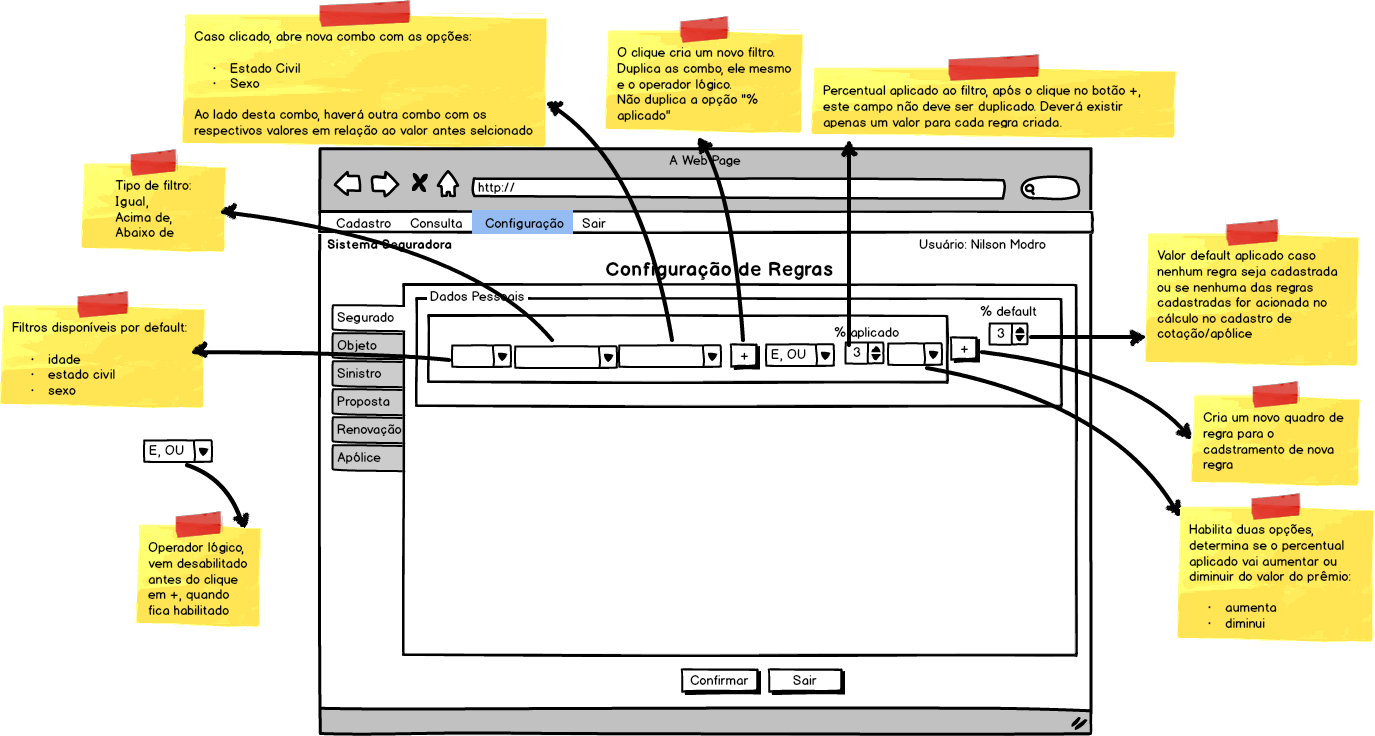 Caso clicado, abre nova combo com as opções:
· Estado Civil
· Sexo
Ao lado desta combo, haverá outra combo com os
respectivos valores em relação ao valor antes selcionado
O clique cria um novo filtro.
Duplica as combo, ele mesmo
e o operador lógico.
Não duplica a opção "%
aplicado"
Percentual aplicado ao filtro, após o clique no botão +,
este campo não deve ser duplicado. Deverá existir
apenas um valor para cada regra criada.
Tipo de filtro:
Igual,
Acima de,
Abaixo de
Filtros disponíveis por default:
· idade
· estado civil
· sexo
E, OU
Operador lógico,
vem desabilitado
antes do clique
em +, quando
fica habilitado
A Web Page
http://
Cadastro Consulta Configuração Sair
Sistema Seguradora Usuário: Nilson Modro
Configuração de Regras
Segurado
Objeto
Sinistro
Proposta
Renovação
Apólice
Dados Pessoais
% default
3
% aplicado
+ E, OU 3 +
Confirmar Sair
Valor default aplicado caso
nenhum regra seja cadastrada
ou se nenhuma das regras
cadastradas for acionada no
cálculo no cadastro de
cotação/apólice
Cria um novo quadro de
regra para o
cadstramento de nova
regra
Habilita duas opções,
determina se o percentual
aplicado vai aumentar ou
diminuir do valor do prêmio:
· aumenta
· diminui